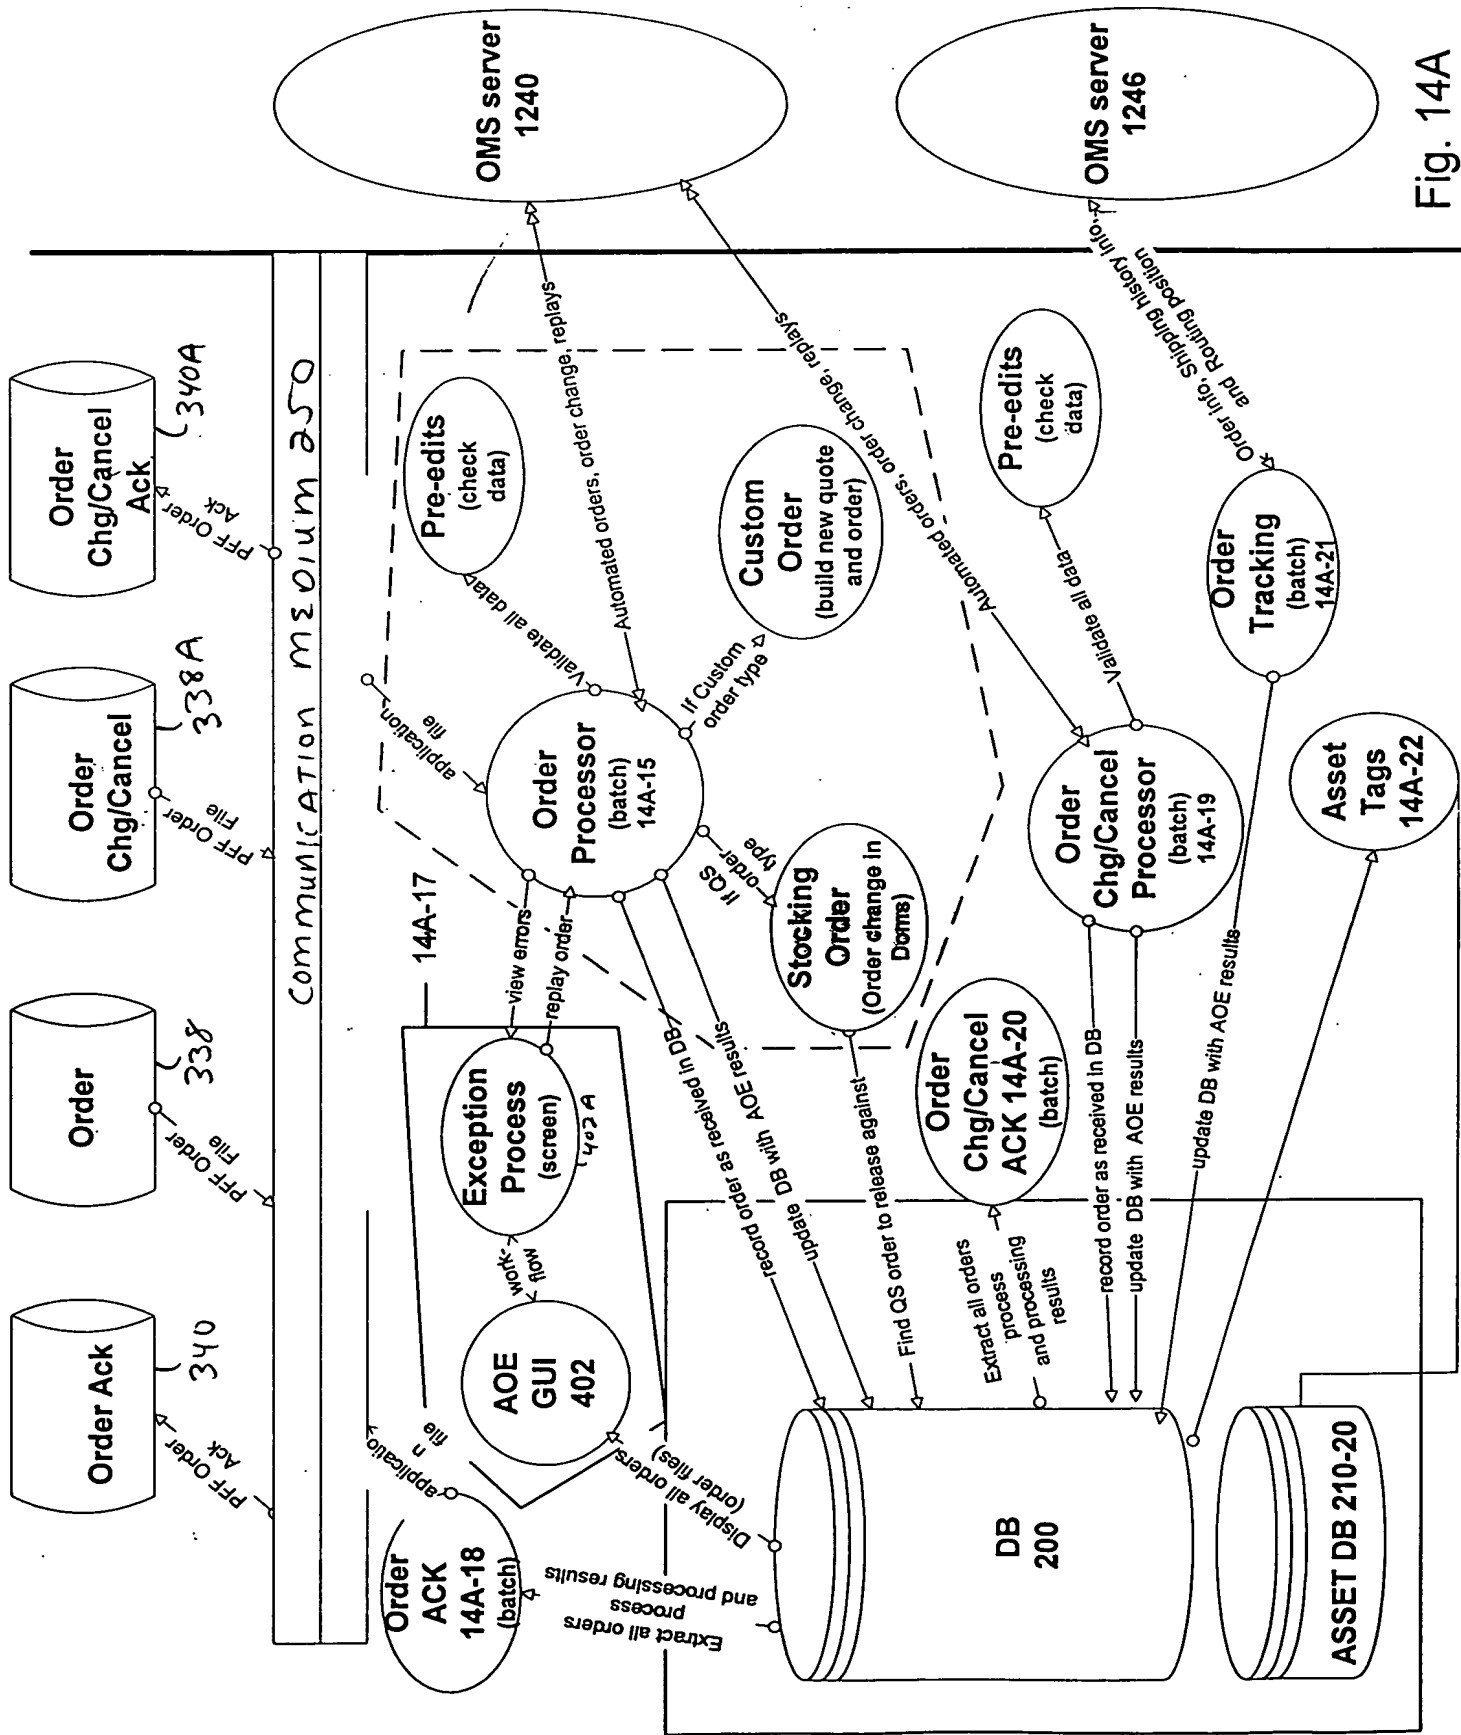 Order Ack
340
PFF Order
Ack
Order
338
PFF Order
File
Order
Chg/Cancel
338A
PFF Order
File
Order
Chg/Cancel
Ack
340A
PFF Order
Ack
Communication medium 250
Order
ACK
14A-18
(batch)
applicatio
n file
AOE
GUI
402
work-
flow
Exception
Process
(screen)
402A
14A-17
view errors
replay order
application
file
Order
Processor
(batch)
14A-15
Validate all data
Pre-edits
(check
data)
Automated orders, order change, replays
OMS server
1240
If Custom
order type
Custom
Order
(build new quote
and order)
If QS
order
type
Stocking
Order
(Order change in
Doms)
record order as received in DB
update DB with AOE results
Find QS order to release against
Display all orders
(order files)
Extract all orders
process
and processing results
Automated orders, order change, replays
Pre-edits
(check
data)
Validate all data
Order
Chg/Cancel
Processor
(batch)
14A-19
Order
Chg/Cancel
ACK 14A-20
(batch)
Extract all orders
process
and processing
results
record order as received in DB
update DB with AOE results
DB
200
Order Info, Shipping history Info
and Routing position
OMS server
1246
Order
Tracking
(batch)
14A-21
update DB with AOE results
Asset
Tags
14A-22
ASSET DB 210-20
Fig. 14A